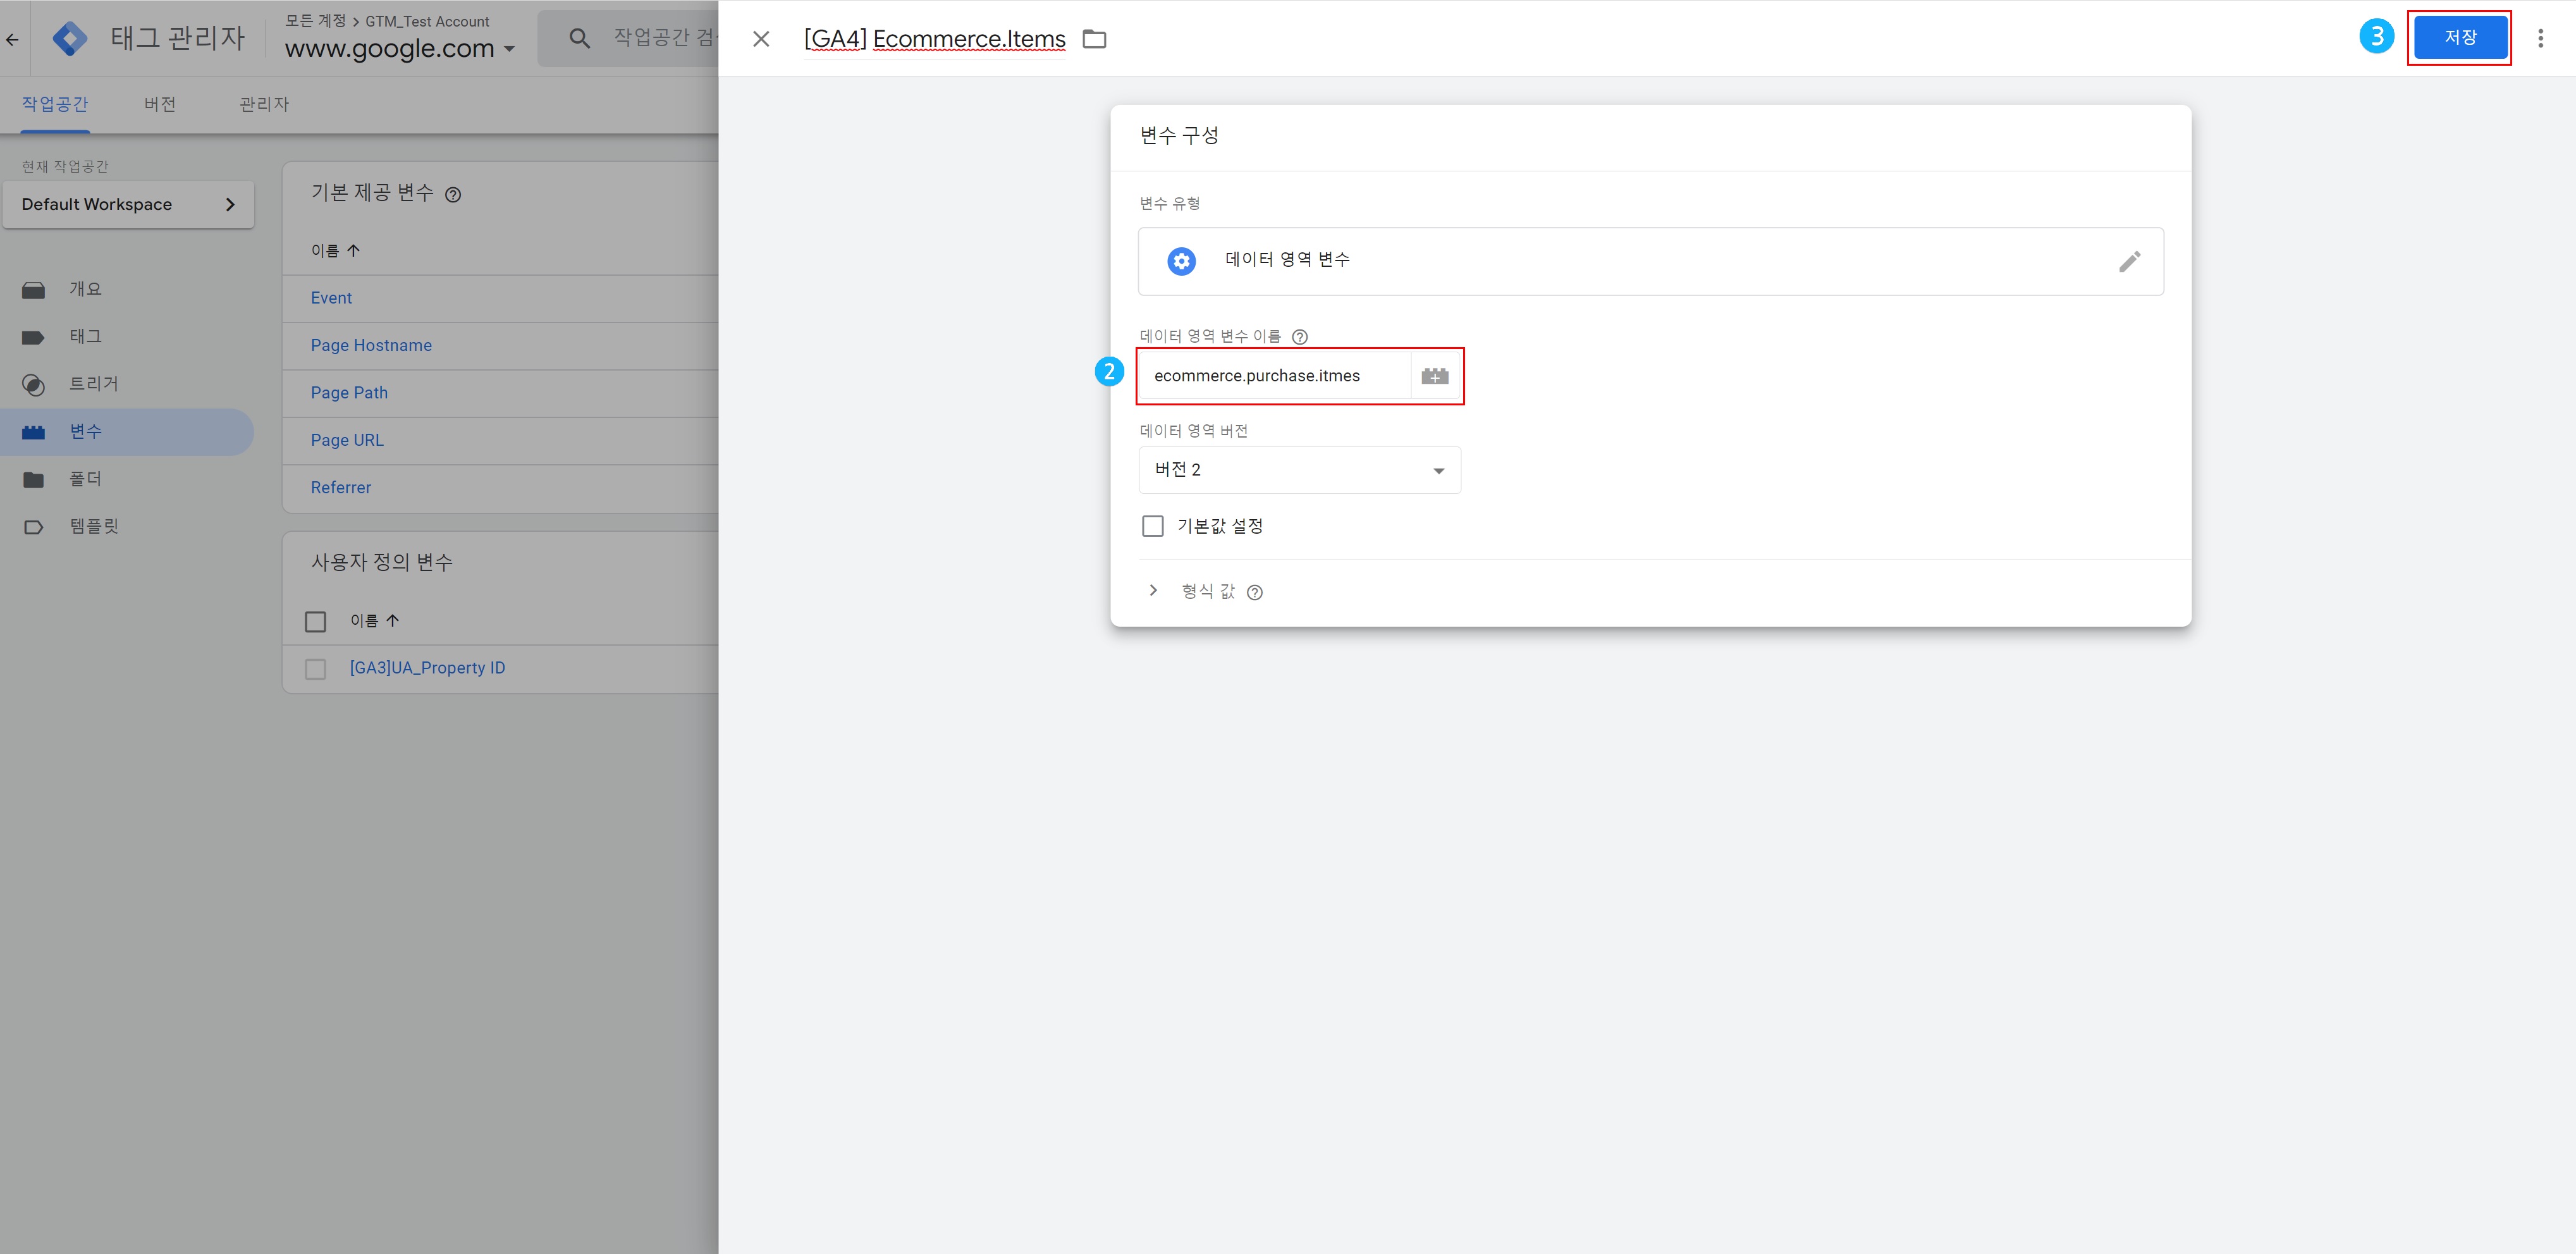 태그 관리자
모든 계정 > GTM_Test Account
www.google.com
작업공간 검
[GA4] Ecommerce.Items
3
저장
작업공간
버전
관리자
현재 작업공간
Default Workspace
개요
태그
트리거
변수
폴더
템플릿
기본 제공 변수
이름
Event
Page Hostname
Page Path
Page URL
Referrer
사용자 정의 변수
이름
[GA3]UA_Property ID
변수 구성
변수 유형
데이터 영역 변수
데이터 영역 변수 이름
2
ecommerce.purchase.itmes
데이터 영역 버전
버전 2
기본값 설정
형식 값